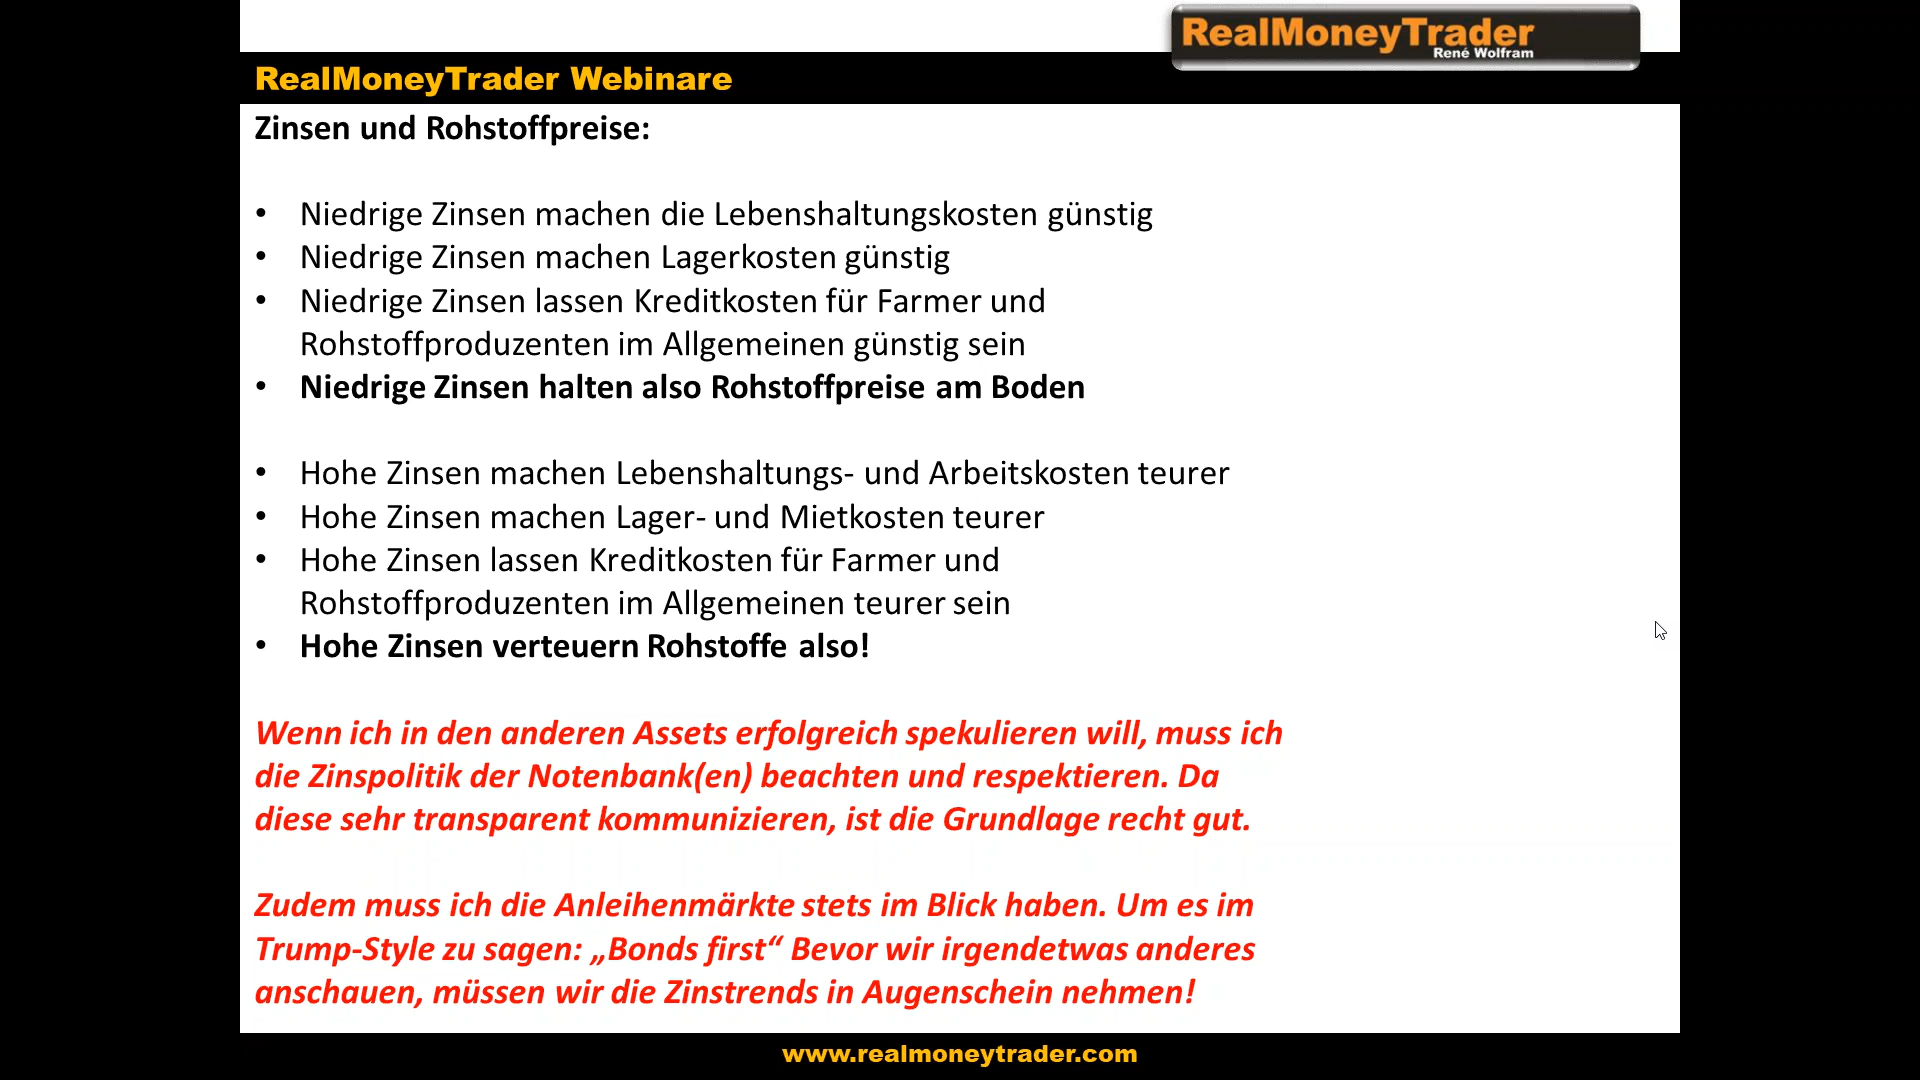 RealMoneyTrader
René Wolfram
RealMoneyTrader Webinare
Zinsen und Rohstoffpreise:
• Niedrige Zinsen machen die Lebenshaltungskosten günstig
• Niedrige Zinsen machen Lagerkosten günstig
• Niedrige Zinsen lassen Kreditkosten für Farmer und
Rohstoffproduzenten im Allgemeinen günstig sein
• Niedrige Zinsen halten also Rohstoffpreise am Boden
• Hohe Zinsen machen Lebenshaltungs- und Arbeitskosten teurer
• Hohe Zinsen machen Lager- und Mietkosten teurer
• Hohe Zinsen lassen Kreditkosten für Farmer und
Rohstoffproduzenten im Allgemeinen teurer sein
• Hohe Zinsen verteuern Rohstoffe also!
Wenn ich in den anderen Assets erfolgreich spekulieren will, muss ich
die Zinspolitik der Notenbank(en) beachten und respektieren. Da
diese sehr transparent kommunizieren, ist die Grundlage recht gut.
Zudem muss ich die Anleihenmärkte stets im Blick haben. Um es im
Trump-Style zu sagen: „Bonds first“ Bevor wir irgendetwas anderes
anschauen, müssen wir die Zinstrends in Augenschein nehmen!
www.realmoneytrader.com